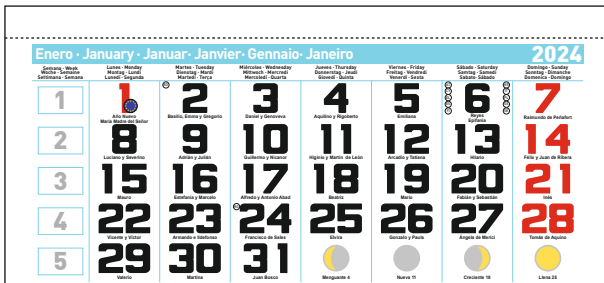 Enero · January · Januar · Janvier · Gennaio · Janeiro 2024
Semana - Week
Woche - Semaine
Settimana - Semana
Lunes - Monday
Montag - Lundi
Lunedi - Segunda
Martes - Tuesday
Dienstag - Mardi
Martedi - Terça
Miércoles - Wednesday
Mittwoch - Mercredi
Mercoledi - Quarta
Jueves - Thursday
Donnerstag - Jeudi
Giovedi - Quinta
Viernes - Friday
Freitag - Vendredi
Venerdi - Sexta
Sábado - Saturday
Samstag - Samedi
Sabato - Sábado
Domingo - Sunday
Sonntag - Dimanche
Domenica - Domingo
1 1 2 3 4 5 6 7
Año Nuevo
María Madre del Señor
Basilio, Emma y Gregorio
Daniel y Genoveva
Aquilino y Rigoberto
Emiliana
Reyes
Epifanía
Raimundo de Peñafort
2 8 9 10 11 12 13 14
Luciano y Severino
Adrián y Julián
Guillermo y Nicanor
Higinio y Martín de León
Arcadio y Tatiana
Hilario
Félix y Juan de Ribera
3 15 16 17 18 19 20 21
Mauro
Estefanía y Marcelo
Alfredo y Antonio Abad
Beatriz
Mario
Fabián y Sebastián
Inés
4 22 23 24 25 26 27 28
Vicente y Víctor
Armando e Ildefonso
Francisco de Sales
Elvira
Gonzalo y Paula
Ángela de Merici
Tomás de Aquino
5 29 30 31
Valerio
Martina
Juan Bosco
Menguante 4
Nueva 11
Creciente 18
Llena 25